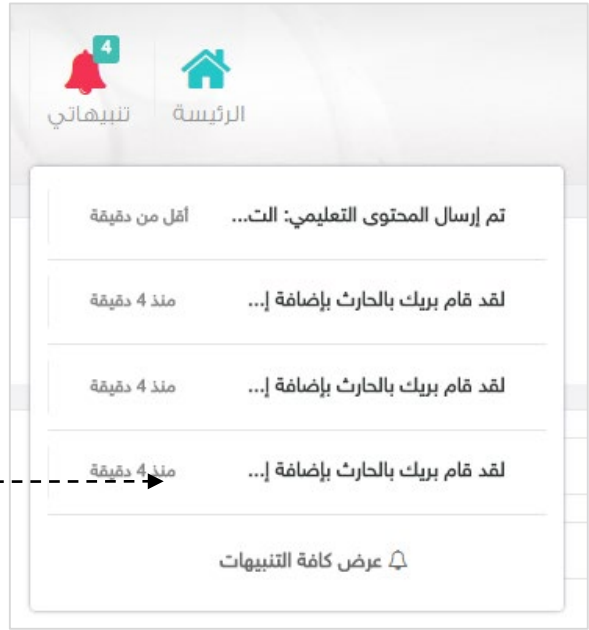 4
الرئيسة
تنبيهاتي
تم إرسال المحتوى التعليمي: الت... أقل من دقيقة
لقد قام بريك بالحارث بإضافة إ... منذ 4 دقيقة
لقد قام بريك بالحارث بإضافة إ... منذ 4 دقيقة
لقد قام بريك بالحارث بإضافة إ... منذ 4 دقيقة
عرض كافة التنبيهات